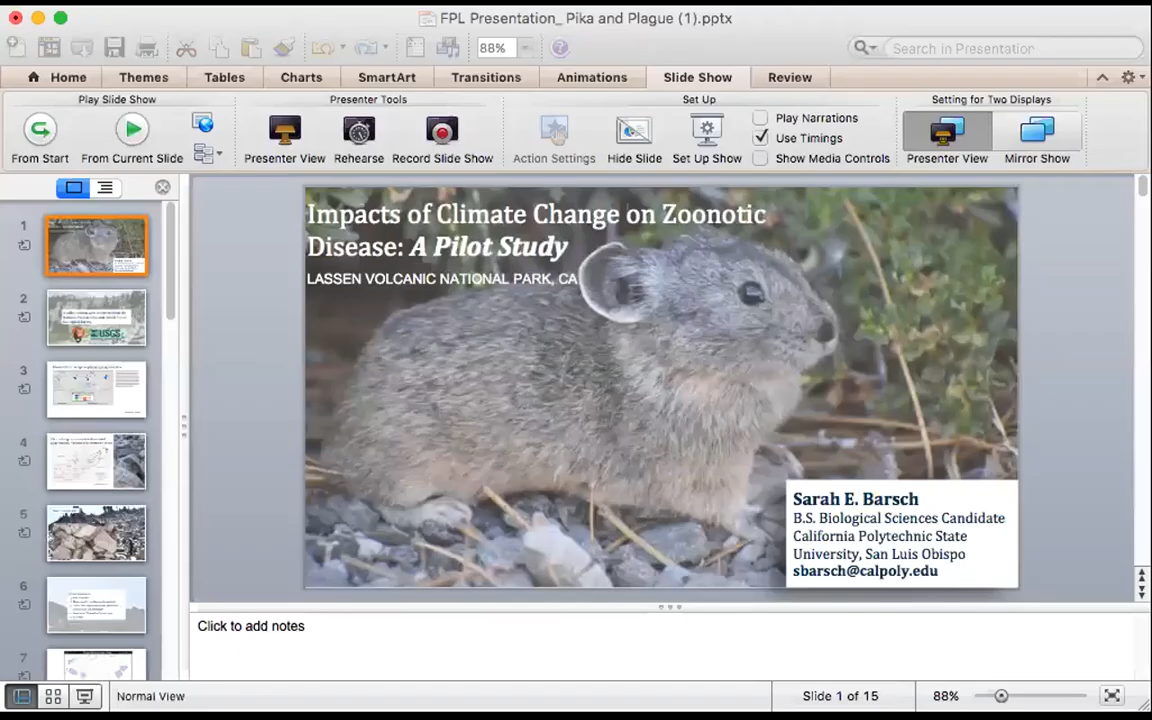 FPL Presentation_ Pika and Plague (1).pptx
88%
Search in Presentation
Home Themes Tables Charts SmartArt Transitions Animations Slide Show Review
Play Slide Show Presenter Tools Set Up Setting for Two Displays
Play Narrations
Use Timings
Show Media Controls
From Start From Current Slide Presenter View Rehearse Record Slide Show Action Settings Hide Slide Set Up Show Presenter View Mirror Show
1
2
USGS
3
4
5
6
7
Impacts of Climate Change on Zoonotic
Disease: A Pilot Study
LASSEN VOLCANIC NATIONAL PARK, CA
Sarah E. Barsch
B.S. Biological Sciences Candidate
California Polytechnic State
University, San Luis Obispo
sbarsch@calpoly.edu
Click to add notes
Normal View Slide 1 of 15 88%